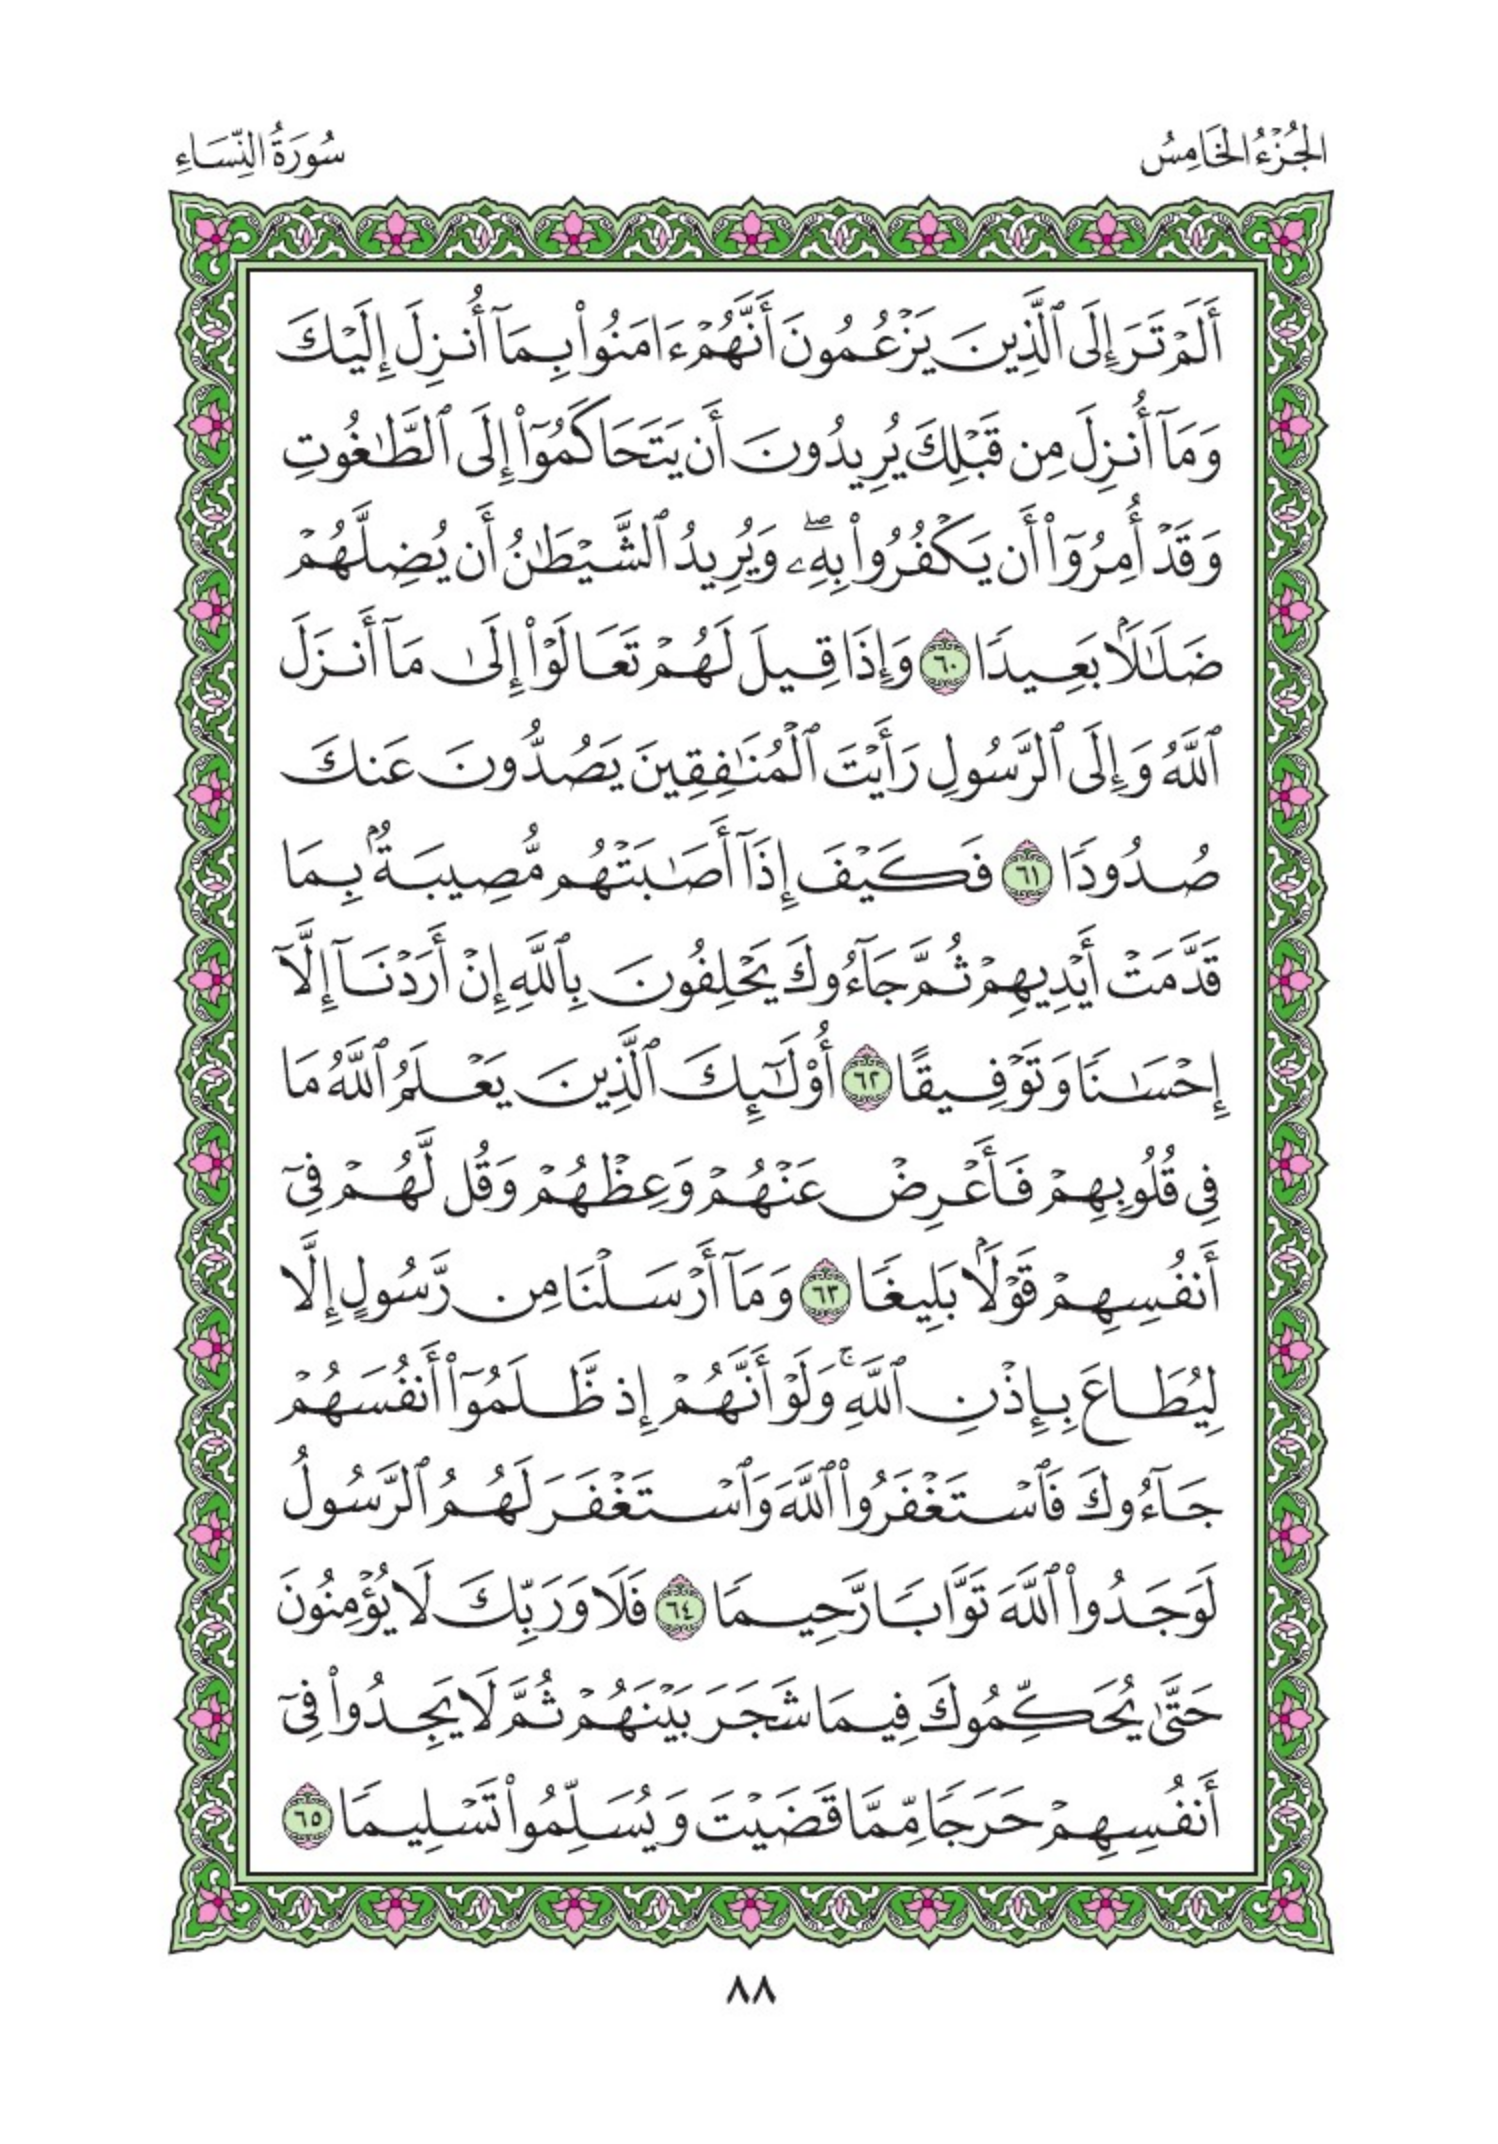 الجُزْءُ الخَامِسُ
سُورَةُ النِّسَاءِ
أَلَمْ تَرَ إِلَى ٱلَّذِينَ يَزْعُمُونَ أَنَّهُمْ ءَامَنُوا۟ بِمَآ أُنزِلَ إِلَيْكَ
وَمَآ أُنزِلَ مِن قَبْلِكَ يُرِيدُونَ أَن يَتَحَاكَمُوٓا۟ إِلَى ٱلطَّٰغُوتِ
وَقَدْ أُمِرُوٓا۟ أَن يَكْفُرُوا۟ بِهِۦۖ وَيُرِيدُ ٱلشَّيْطَٰنُ أَن يُضِلَّهُمْ
ضَلَٰلًۢا بَعِيدًا ٦٠ وَإِذَا قِيلَ لَهُمْ تَعَالَوْا۟ إِلَىٰ مَآ أَنزَلَ
ٱللَّهُ وَإِلَى ٱلرَّسُولِ رَأَيْتَ ٱلْمُنَٰفِقِينَ يَصُدُّونَ عَنكَ
صُدُودًا ٦١ فَكَيْفَ إِذَآ أَصَٰبَتْهُم مُّصِيبَةٌۢ بِمَا
قَدَّمَتْ أَيْدِيهِمْ ثُمَّ جَآءُوكَ يَحْلِفُونَ بِٱللَّهِ إِنْ أَرَدْنَآ إِلَّآ
إِحْسَٰنًا وَتَوْفِيقًا ٦٢ أُو۟لَٰٓئِكَ ٱلَّذِينَ يَعْلَمُ ٱللَّهُ مَا
فِى قُلُوبِهِمْ فَأَعْرِضْ عَنْهُمْ وَعِظْهُمْ وَقُل لَّهُمْ فِىٓ
أَنفُسِهِمْ قَوْلًۢا بَلِيغًا ٦٣ وَمَآ أَرْسَلْنَا مِن رَّسُولٍ إِلَّا
لِيُطَاعَ بِإِذْنِ ٱللَّهِۚ وَلَوْ أَنَّهُمْ إِذ ظَّلَمُوٓا۟ أَنفُسَهُمْ
جَآءُوكَ فَٱسْتَغْفَرُوا۟ ٱللَّهَ وَٱسْتَغْفَرَ لَهُمُ ٱلرَّسُولُ
لَوَجَدُوا۟ ٱللَّهَ تَوَّابًا رَّحِيمًا ٦٤ فَلَا وَرَبِّكَ لَا يُؤْمِنُونَ
حَتَّىٰ يُحَكِّمُوكَ فِيمَا شَجَرَ بَيْنَهُمْ ثُمَّ لَا يَجِدُوا۟ فِىٓ
أَنفُسِهِمْ حَرَجًا مِّمَّا قَضَيْتَ وَيُسَلِّمُوا۟ تَسْلِيمًا ٦٥
٨٨